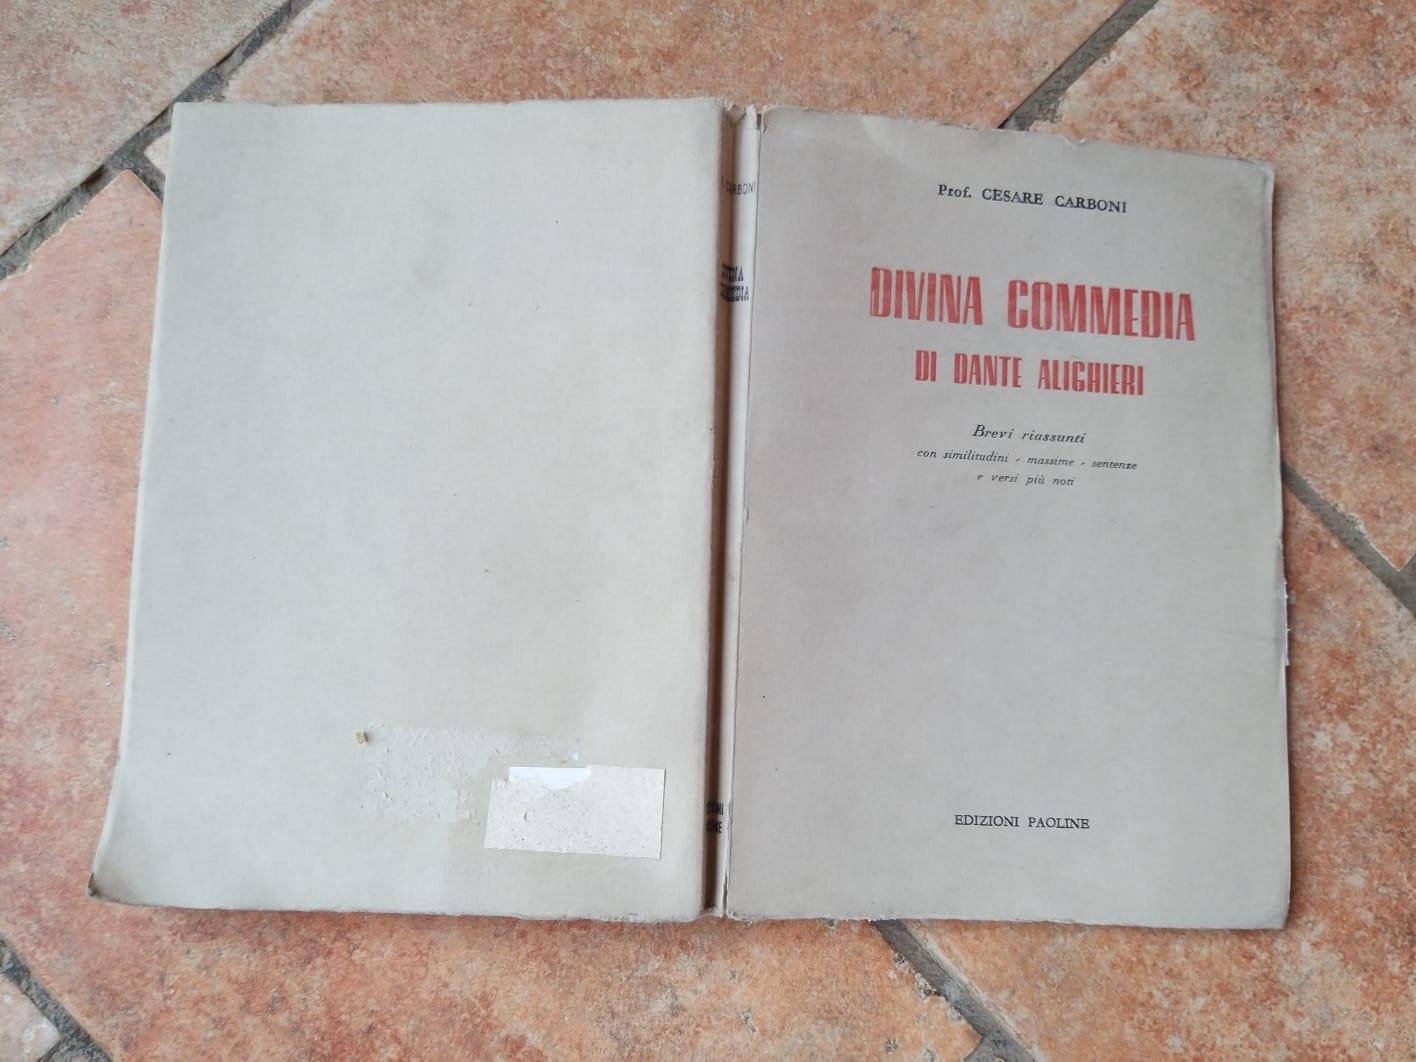 Prof. CESARE CARBONI
DIVINA COMMEDIA
DI DANTE ALIGHIERI
Brevi riassunti
con similitudini - massime - sentenze
e versi più noti
EDIZIONI PAOLINE
CARBONI